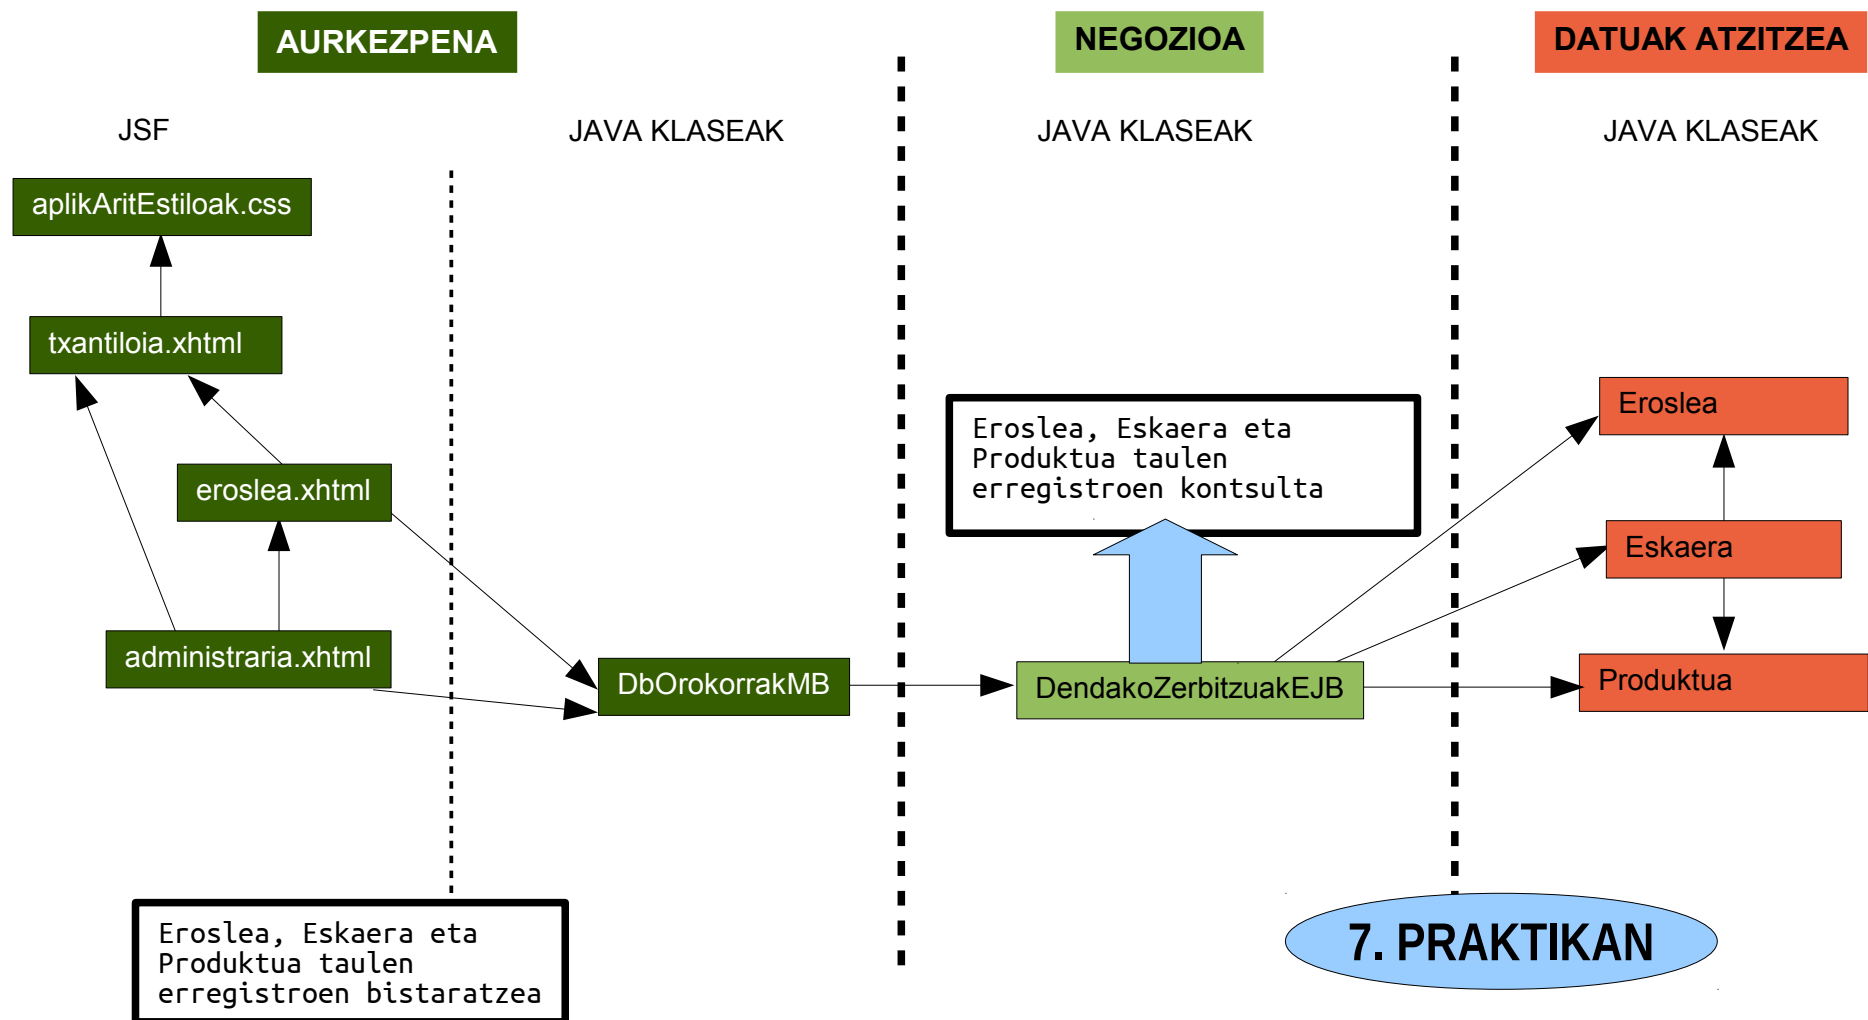 AURKEZPENA
NEGOZIOA
DATUAK ATZITZEA
JSF
JAVA KLASEAK
JAVA KLASEAK
JAVA KLASEAK
aplikAritEstiloak.css
txantiloia.xhtml
eroslea.xhtml
administraria.xhtml
DbOrokorrakMB
Eroslea, Eskaera eta
Produktua taulen
erregistroen kontsulta
DendakoZerbitzuakEJB
Eroslea
Eskaera
Produktua
Eroslea, Eskaera eta
Produktua taulen
erregistroen bistaratzea
7. PRAKTIKAN